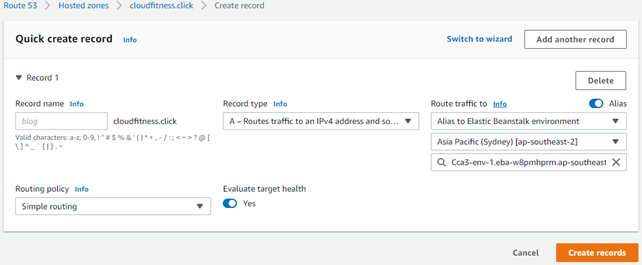 Route 53 > Hosted zones > cloudfitness.click > Create record
Quick create record Info
Switch to wizard
Add another record
▼ Record 1
Delete
Record name Info
blog
cloudfitness.click
Valid characters: a-z, 0-9, ! " # $ % & ' ( ) * + , - / : ; < = > ? @ [
\ ] ^ _ ` { | } . ~
Record type Info
A – Routes traffic to an IPv4 address and so...
Route traffic to Info
Alias
Alias to Elastic Beanstalk environment
Asia Pacific (Sydney) [ap-southeast-2]
Cca3-env-1.eba-w8pmhprm.ap-southeast
Routing policy Info
Simple routing
Evaluate target health
Yes
Cancel
Create records